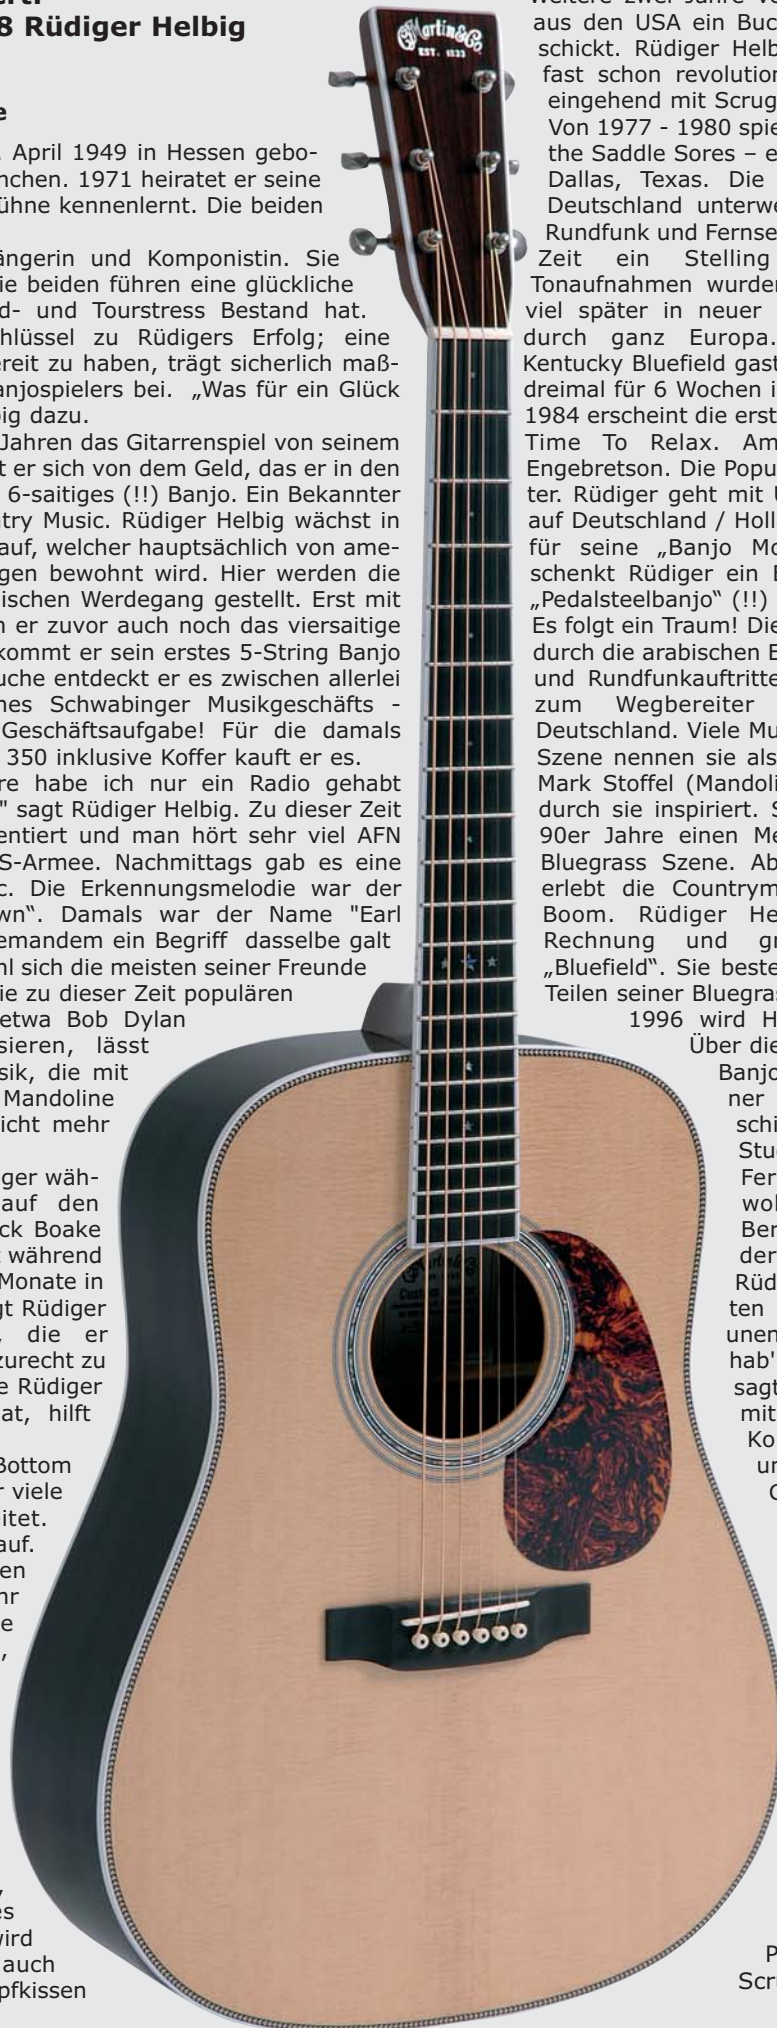 8 Rüdiger Helbig
e
. April 1949 in Hessen gebo-
nchen. 1971 heiratet er seine
ühne kennenlernt. Die beiden
ängerin und Komponistin. Sie
ie beiden führen eine glückliche
d- und Tourstress Bestand hat.
hlüssel zu Rüdigers Erfolg; eine
ereit zu haben, trägt sicherlich maß-
anjospielers bei. „Was für ein Glück
big dazu.
Jahren das Gitarrenspiel von seinem
t er sich von dem Geld, das er in den
6-saitiges (!!) Banjo. Ein Bekannter
ntry Music. Rüdiger Helbig wächst in
auf, welcher hauptsächlich von ame-
gen bewohnt wird. Hier werden die
ischen Werdegang gestellt. Erst mit
n er zuvor auch noch das viersaitige
kommt er sein erstes 5-String Banjo
uche entdeckt er es zwischen allerlei
nes Schwabinger Musikgeschäfts -
Geschäftsaufgabe! Für die damals
350 inklusive Koffer kauft er es.
re habe ich nur ein Radio gehabt
" sagt Rüdiger Helbig. Zu dieser Zeit
entiert und man hört sehr viel AFN
S-Armee. Nachmittags gab es eine
c. Die Erkennungsmelodie war der
wn“. Damals war der Name "Earl
emandem ein Begriff dasselbe galt
hl sich die meisten seiner Freunde
ie zu dieser Zeit populären
etwa Bob Dylan
sieren, lässt
sik, die mit
Mandoline
icht mehr
ger wäh-
auf den
ck Boake
t während
Monate in
gt Rüdiger
, die er
zurecht zu
e Rüdiger
at, hilft
Bottom
r viele
eitet.
auf.
en
hr
e
,
,
es
wird
auch
pfkissen
Martin & Co.
EST. 1833
Martin & Co.
Custom
weitere zwei Jahre ve
aus den USA ein Buc
schickt. Rüdiger Helb
fast schon revolution
eingehend mit Scrug
Von 1977 - 1980 spie
the Saddle Sores – e
Dallas, Texas. Die
Deutschland unterwe
Rundfunk und Fernse
Zeit ein Stelling
Tonaufnahmen wurden
viel später in neuer
durch ganz Europa.
Kentucky Bluefield gast
dreimal für 6 Wochen i
1984 erscheint die erst
Time To Relax. Am
Engebretson. Die Popu
ter. Rüdiger geht mit U
auf Deutschland / Holl
für seine „Banjo Mo
schenkt Rüdiger ein B
„Pedalsteelbanjo“ (!!)
Es folgt ein Traum! Die
durch die arabischen E
und Rundfunkauftritte
zum Wegbereiter
Deutschland. Viele Mu
Szene nennen sie als
Mark Stoffel (Mandoli
durch sie inspiriert. S
90er Jahre einen Me
Bluegrass Szene. Ab
erlebt die Countrym
Boom. Rüdiger He
Rechnung und gr
„Bluefield“. Sie beste
Teilen seiner Bluegras
1996 wird H
Über die
Banjo
ner
schi
Stu
Fer
wol
Ber
der
Rüd
ten
unen
hab'
sagt
mit
Ko
un
P
Scr